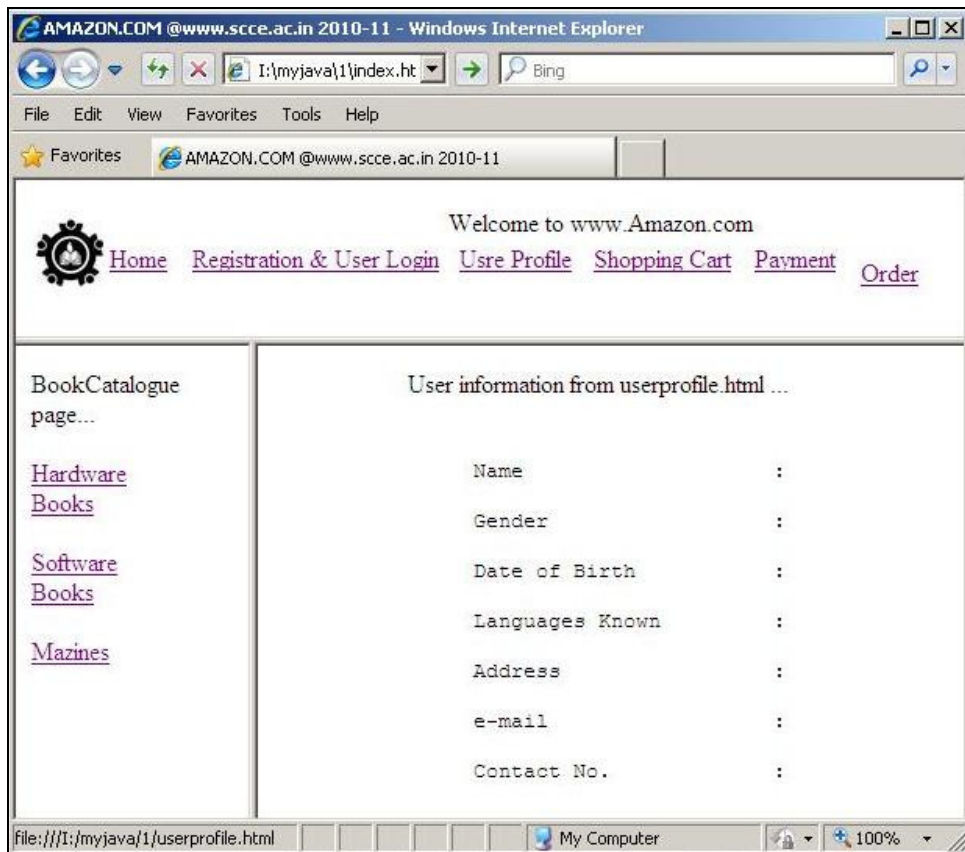 AMAZON.COM @www.scce.ac.in 2010-11 - Windows Internet Explorer
I:\myjava\1\index.ht
Bing
File Edit View Favorites Tools Help
Favorites
AMAZON.COM @www.scce.ac.in 2010-11
Welcome to www.Amazon.com
Home Registration & User Login Usre Profile Shopping Cart Payment Order
BookCatalogue
page...
Hardware
Books
Software
Books
Mazines
User information from userprofile.html ...
Name :
Gender :
Date of Birth :
Languages Known :
Address :
e-mail :
Contact No. :
file:///I:/myjava/1/userprofile.html
My Computer
100%